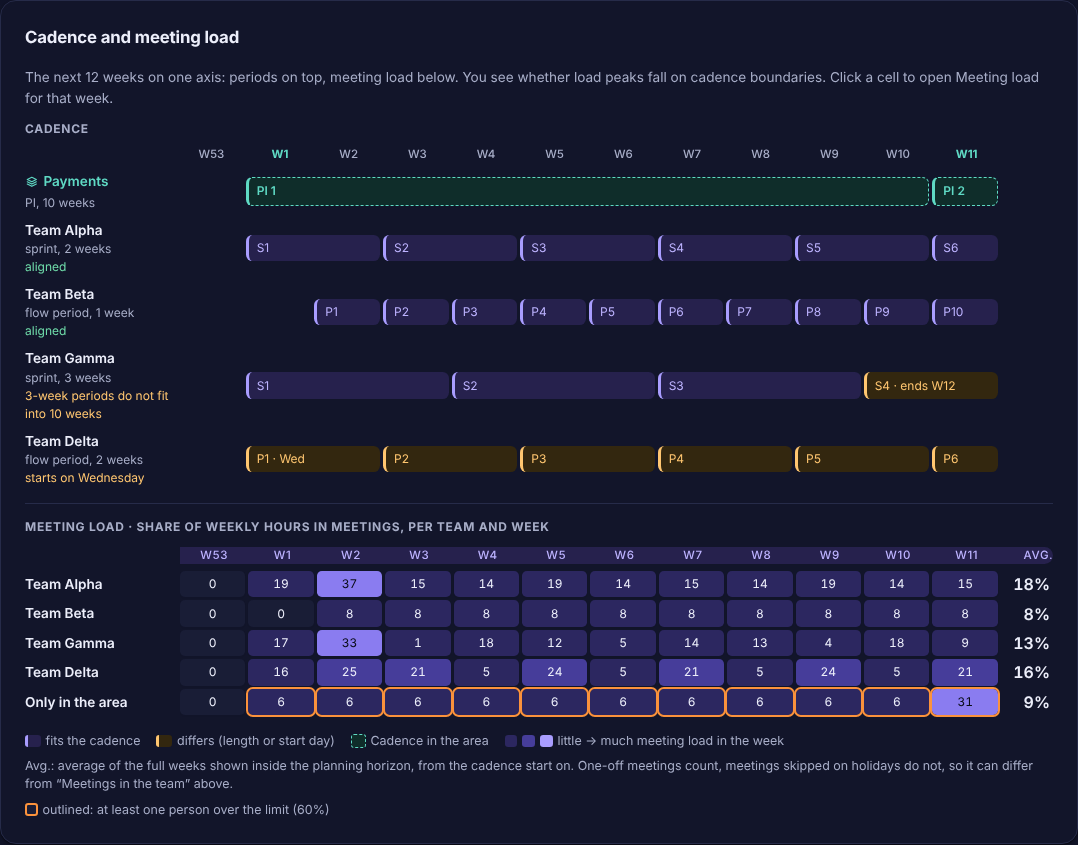 Cadence and meeting load
The next 12 weeks on one axis: periods on top, meeting load below. You see whether load peaks fall on cadence boundaries. Click a cell to open Meeting load
for that week.
CADENCE
W53 W1 W2 W3 W4 W5 W6 W7 W8 W9 W10 W11
Payments
PI, 10 weeks
PI 1 PI 2
Team Alpha
sprint, 2 weeks
aligned
S1 S2 S3 S4 S5 S6
Team Beta
flow period, 1 week
aligned
P1 P2 P3 P4 P5 P6 P7 P8 P9 P10
Team Gamma
sprint, 3 weeks
3-week periods do not fit
into 10 weeks
S1 S2 S3 S4 · ends W12
Team Delta
flow period, 2 weeks
starts on Wednesday
P1 · Wed P2 P3 P4 P5 P6
MEETING LOAD · SHARE OF WEEKLY HOURS IN MEETINGS, PER TEAM AND WEEK
W53 W1 W2 W3 W4 W5 W6 W7 W8 W9 W10 W11 AVG.
Team Alpha 0 19 37 15 14 19 14 15 14 19 14 15 18%
Team Beta 0 0 8 8 8 8 8 8 8 8 8 8 8%
Team Gamma 0 17 33 1 18 12 5 14 13 4 18 9 13%
Team Delta 0 16 25 21 5 24 5 21 5 24 5 21 16%
Only in the area 0 6 6 6 6 6 6 6 6 6 6 31 9%
fits the cadence differs (length or start day) Cadence in the area little → much meeting load in the week
Avg.: average of the full weeks shown inside the planning horizon, from the cadence start on. One-off meetings count, meetings skipped on holidays do not, so it can differ
from “Meetings in the team” above.
outlined: at least one person over the limit (60%)